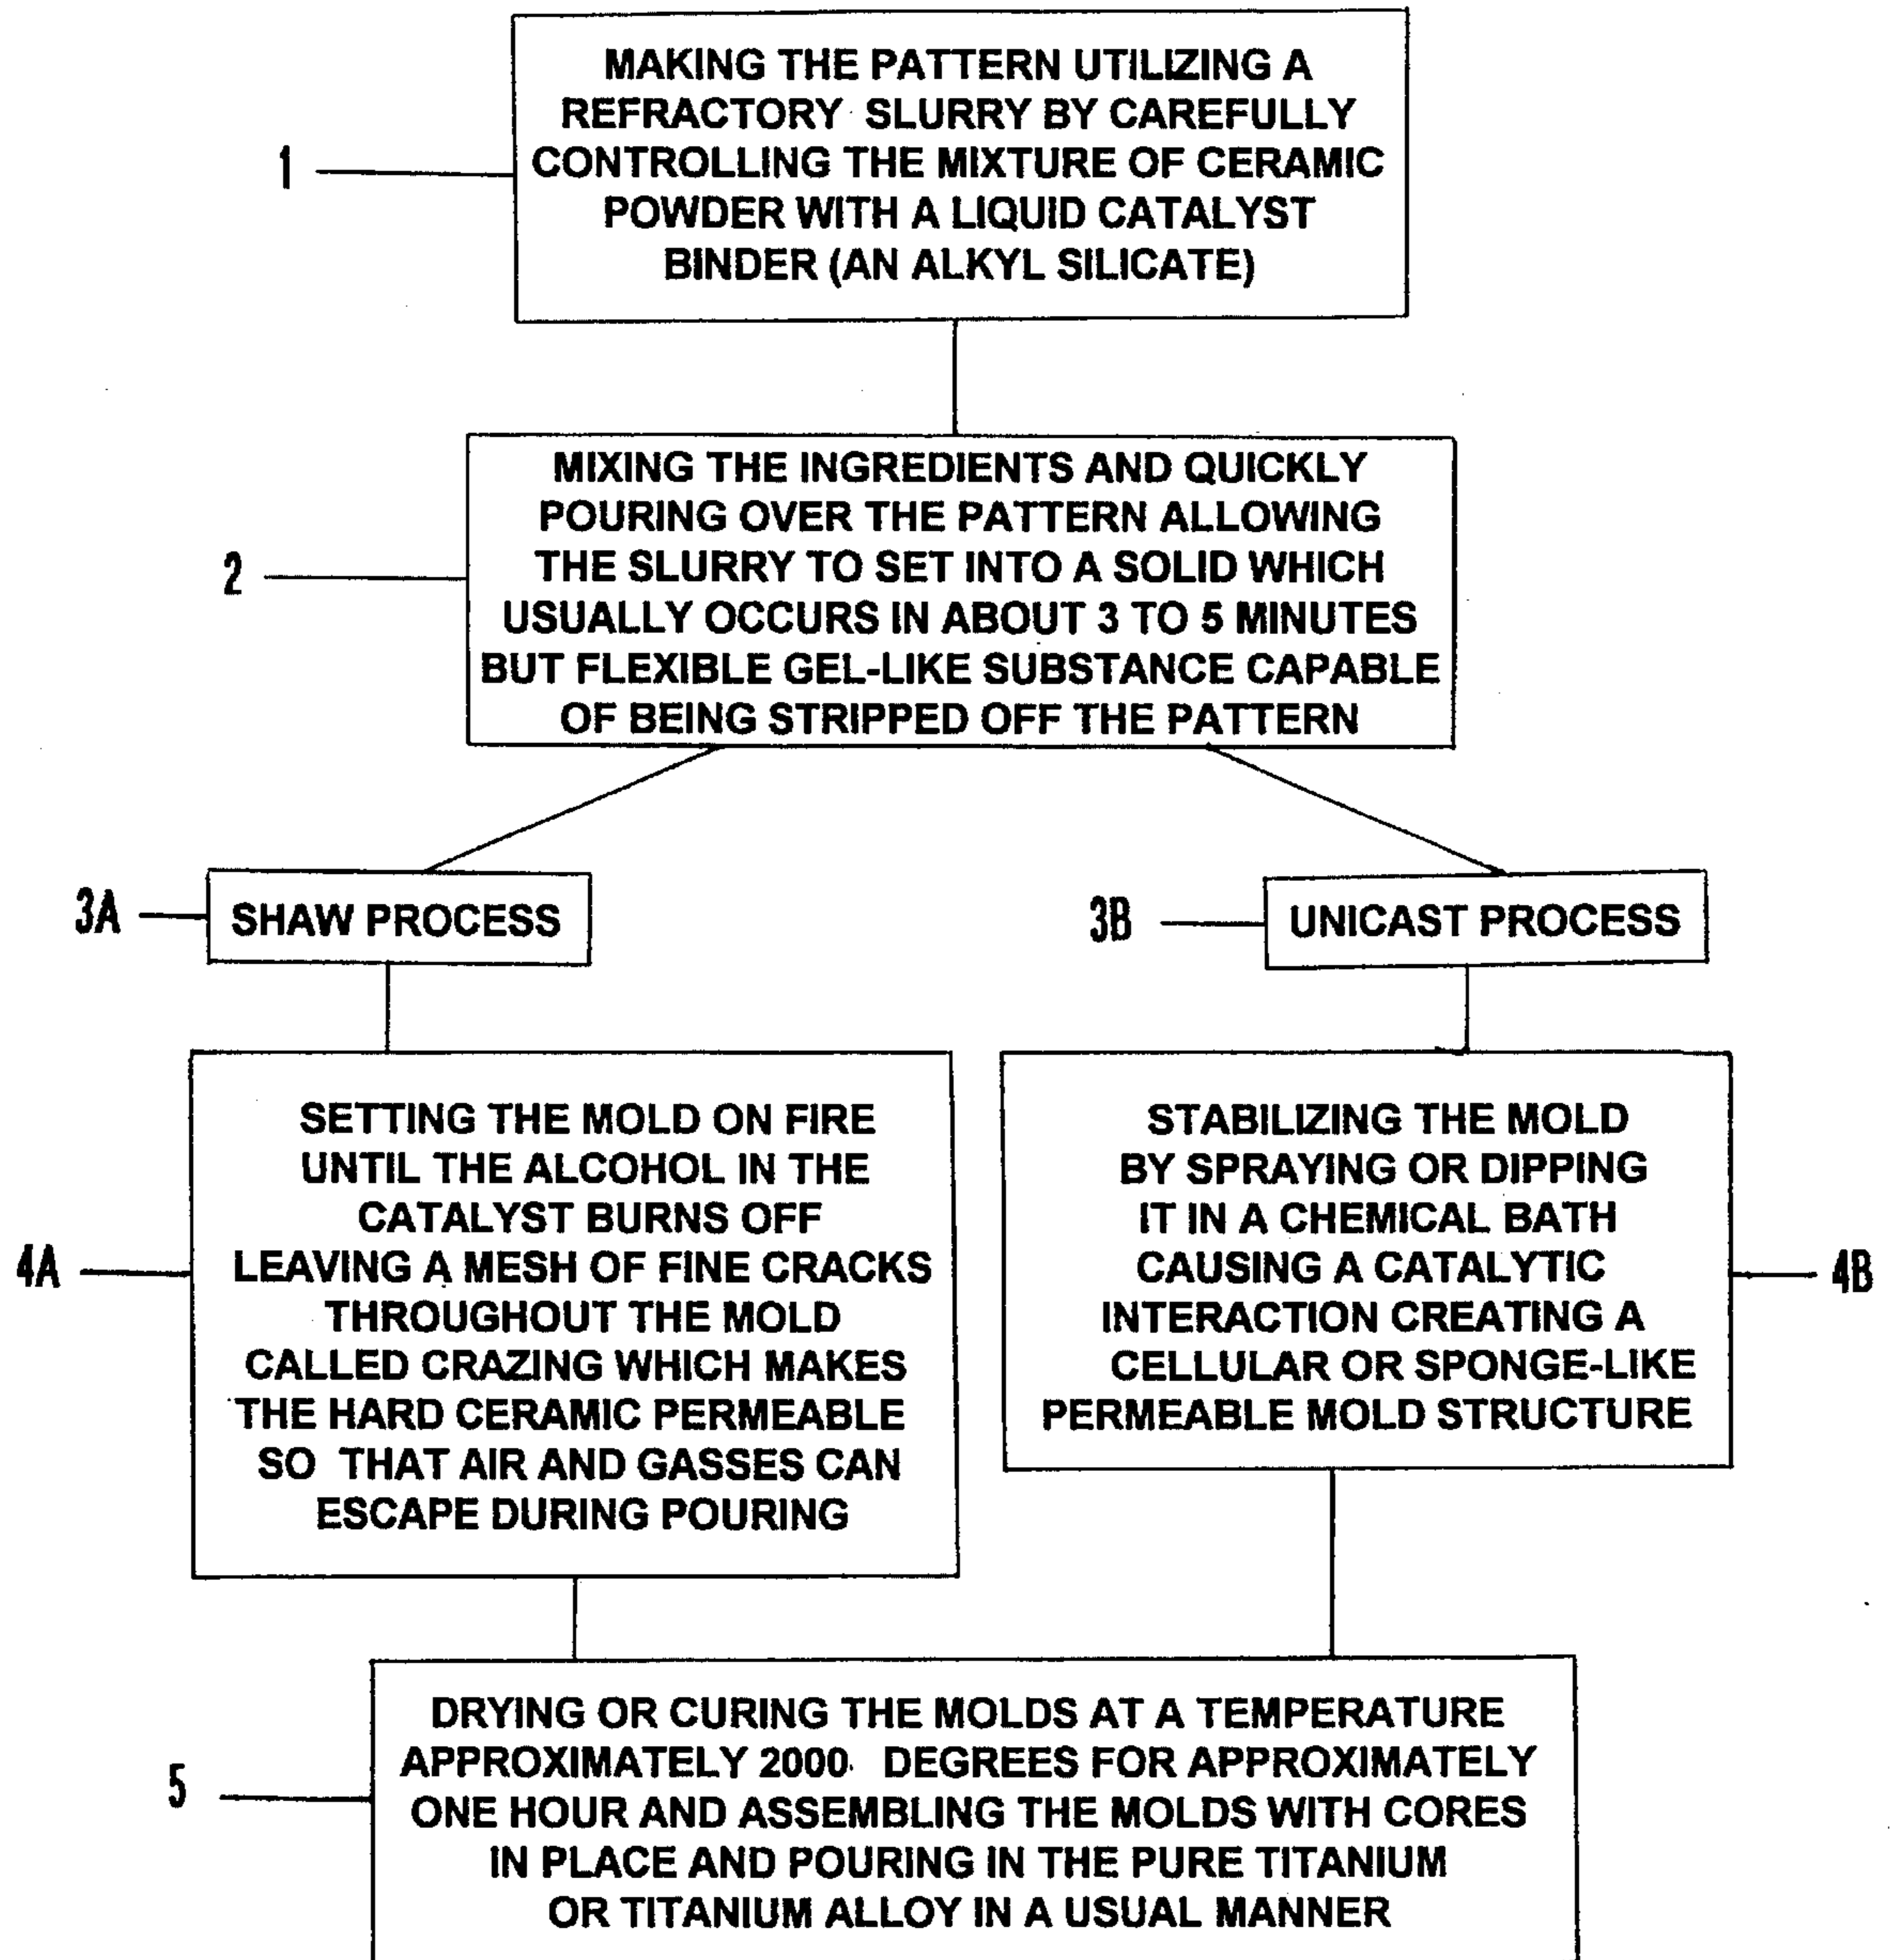 MAKING THE PATTERN UTILIZING A
REFRACTORY SLURRY BY CAREFULLY
CONTROLLING THE MIXTURE OF CERAMIC
POWDER WITH A LIQUID CATALYST
BINDER (AN ALKYL SILICATE)
1
MIXING THE INGREDIENTS AND QUICKLY
POURING OVER THE PATTERN ALLOWING
THE SLURRY TO SET INTO A SOLID WHICH
USUALLY OCCURS IN ABOUT 3 TO 5 MINUTES
BUT FLEXIBLE GEL-LIKE SUBSTANCE CAPABLE
OF BEING STRIPPED OFF THE PATTERN
2
3A
SHAW PROCESS
3B
UNICAST PROCESS
SETTING THE MOLD ON FIRE
UNTIL THE ALCOHOL IN THE
CATALYST BURNS OFF
LEAVING A MESH OF FINE CRACKS
THROUGHOUT THE MOLD
CALLED CRAZING WHICH MAKES
THE HARD CERAMIC PERMEABLE
SO THAT AIR AND GASSES CAN
ESCAPE DURING POURING
4A
STABILIZING THE MOLD
BY SPRAYING OR DIPPING
IT IN A CHEMICAL BATH
CAUSING A CATALYTIC
INTERACTION CREATING A
CELLULAR OR SPONGE-LIKE
PERMEABLE MOLD STRUCTURE
4B
DRYING OR CURING THE MOLDS AT A TEMPERATURE
APPROXIMATELY 2000 DEGREES FOR APPROXIMATELY
ONE HOUR AND ASSEMBLING THE MOLDS WITH CORES
IN PLACE AND POURING IN THE PURE TITANIUM
OR TITANIUM ALLOY IN A USUAL MANNER
5